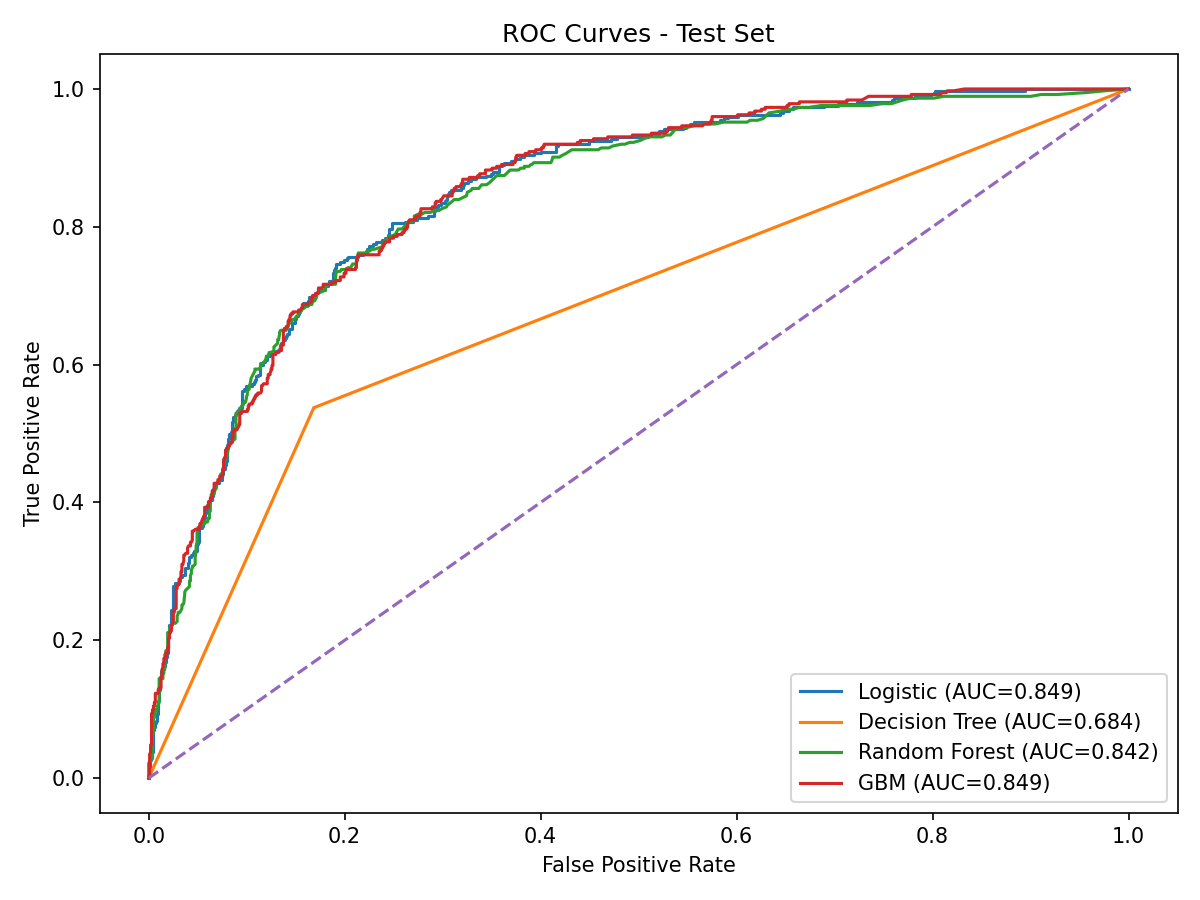 ROC Curves - Test Set
1.0
0.8
0.6
0.4
0.2
0.0
True Positive Rate
0.0 0.2 0.4 0.6 0.8 1.0
False Positive Rate
Logistic (AUC=0.849)
Decision Tree (AUC=0.684)
Random Forest (AUC=0.842)
GBM (AUC=0.849)